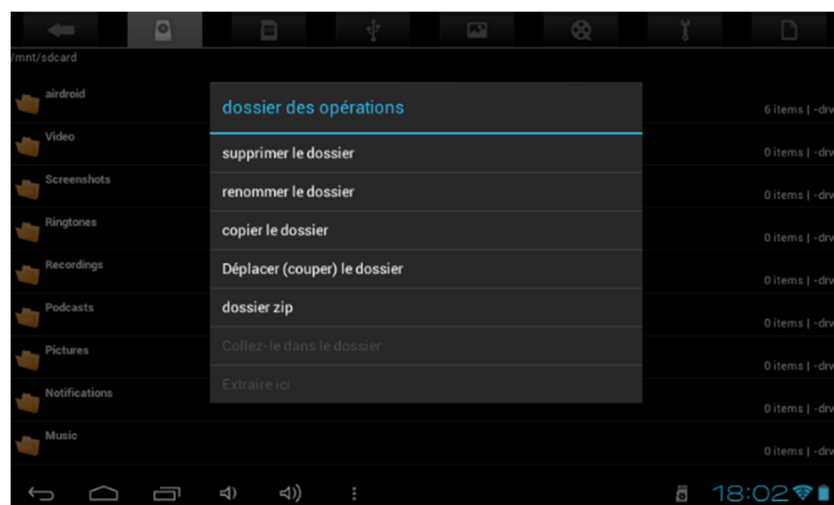 /mnt/sdcard
airdroid
6 items | -drw
Video
0 items | -drw
Screenshots
0 items | -drw
Ringtones
0 items | -drw
Recordings
0 items | -drw
Podcasts
0 items | -drw
Pictures
0 items | -drw
Notifications
0 items | -drw
Music
0 items | -drw
dossier des opérations
supprimer le dossier
renommer le dossier
copier le dossier
Déplacer (couper) le dossier
dossier zip
Collez-le dans le dossier
Extraire ici
18:02